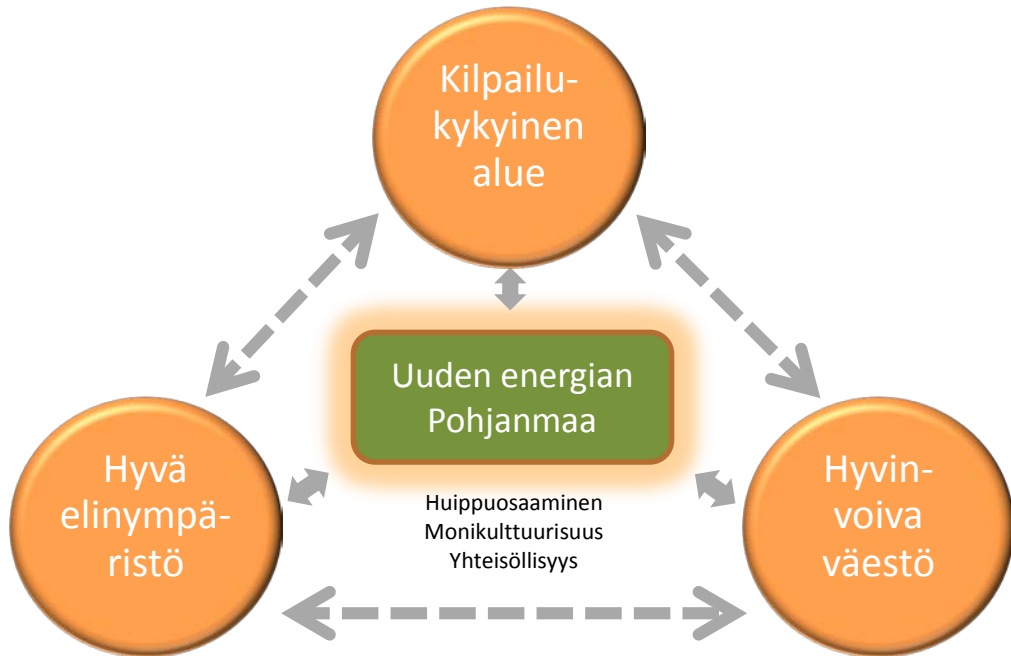 Kilpailu-
kykyinen
alue
Uuden energian
Pohjanmaa
Hyvä
elinympä-
ristö
Huippuosaaminen
Monikulttuurisuus
Yhteisöllisyys
Hyvin-
voiva
väestö